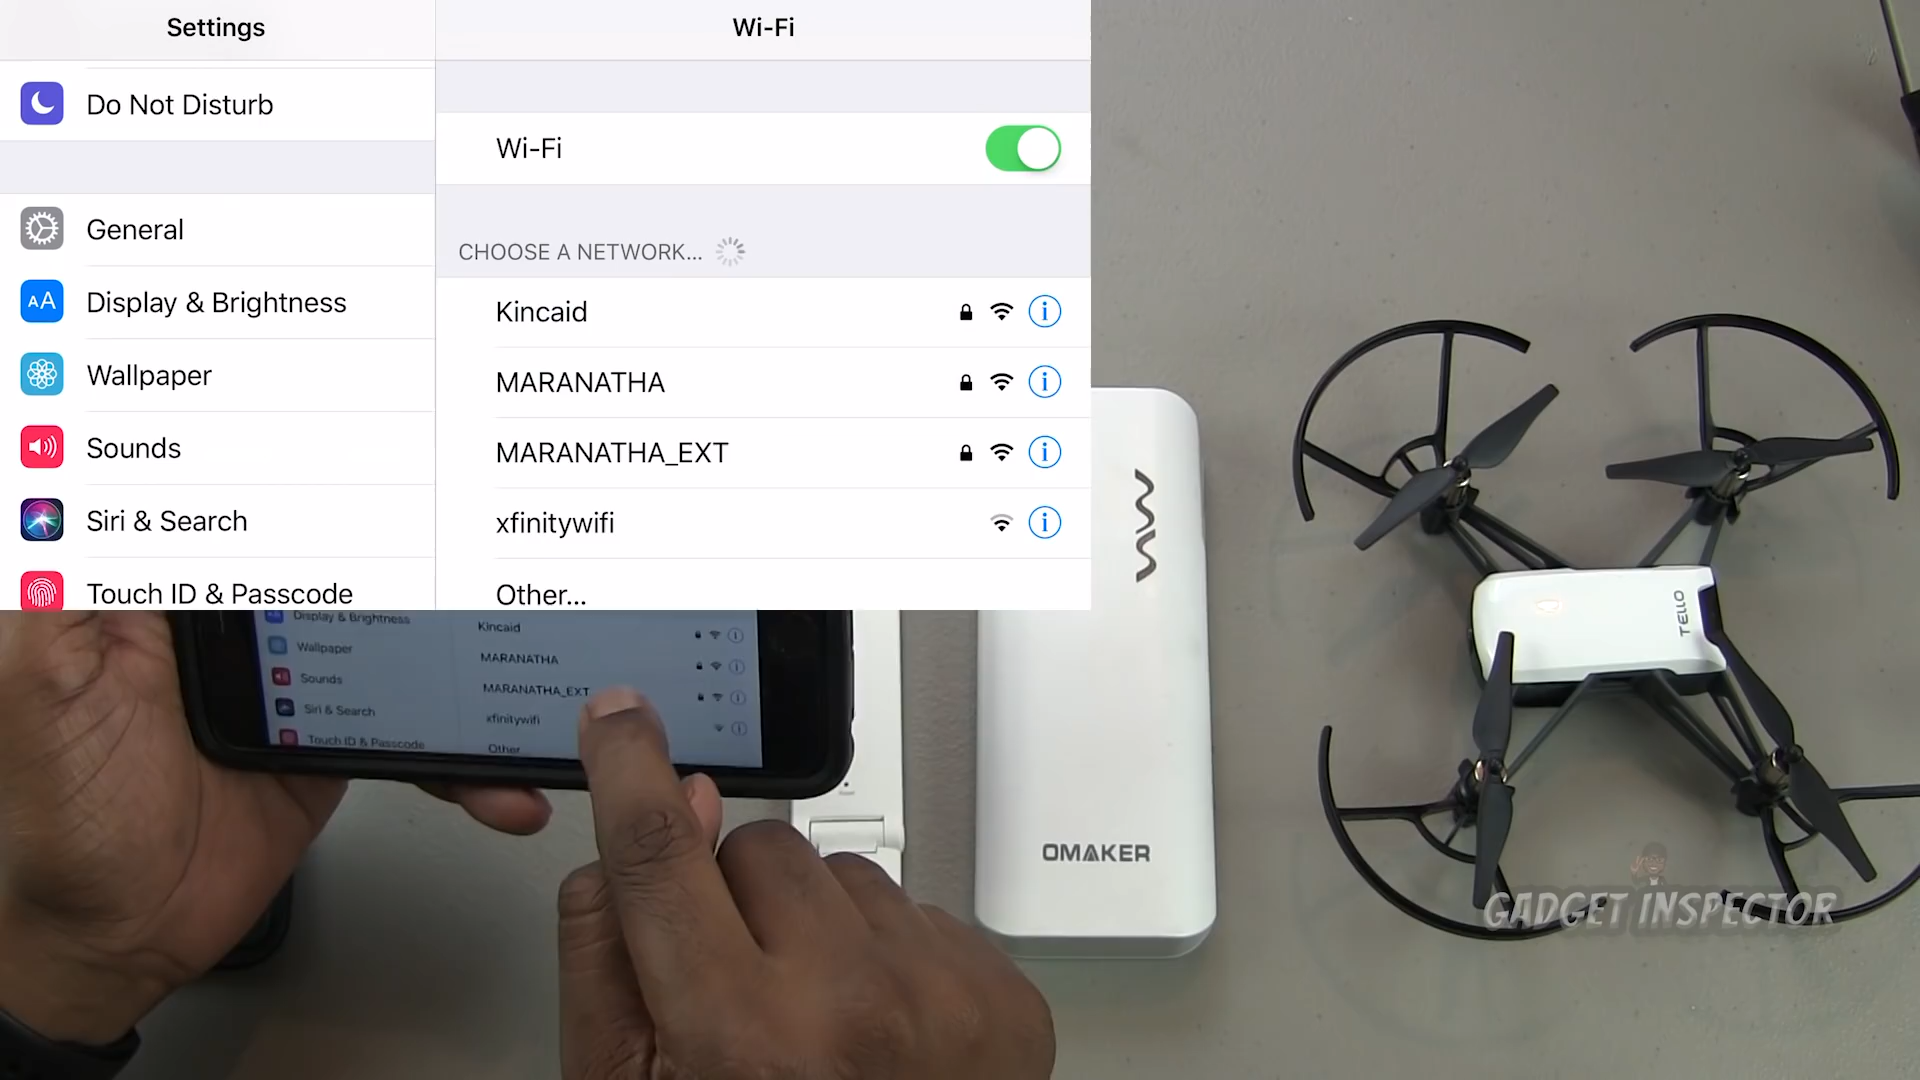 Settings
Wi-Fi
Do Not Disturb
General
AA Display & Brightness
Wallpaper
Sounds
Siri & Search
Touch ID & Passcode
Wi-Fi
CHOOSE A NETWORK...
Kincaid
MARANATHA
MARANATHA_EXT
xfinitywifi
Other...
Display & Brightness
Wallpaper
Sounds
Siri & Search
Touch ID & Passcode
Kincaid
MARANATHA
MARANATHA_EXT
xfinitywifi
Other
OMAKER
TELLO
GADGET INSPECTOR